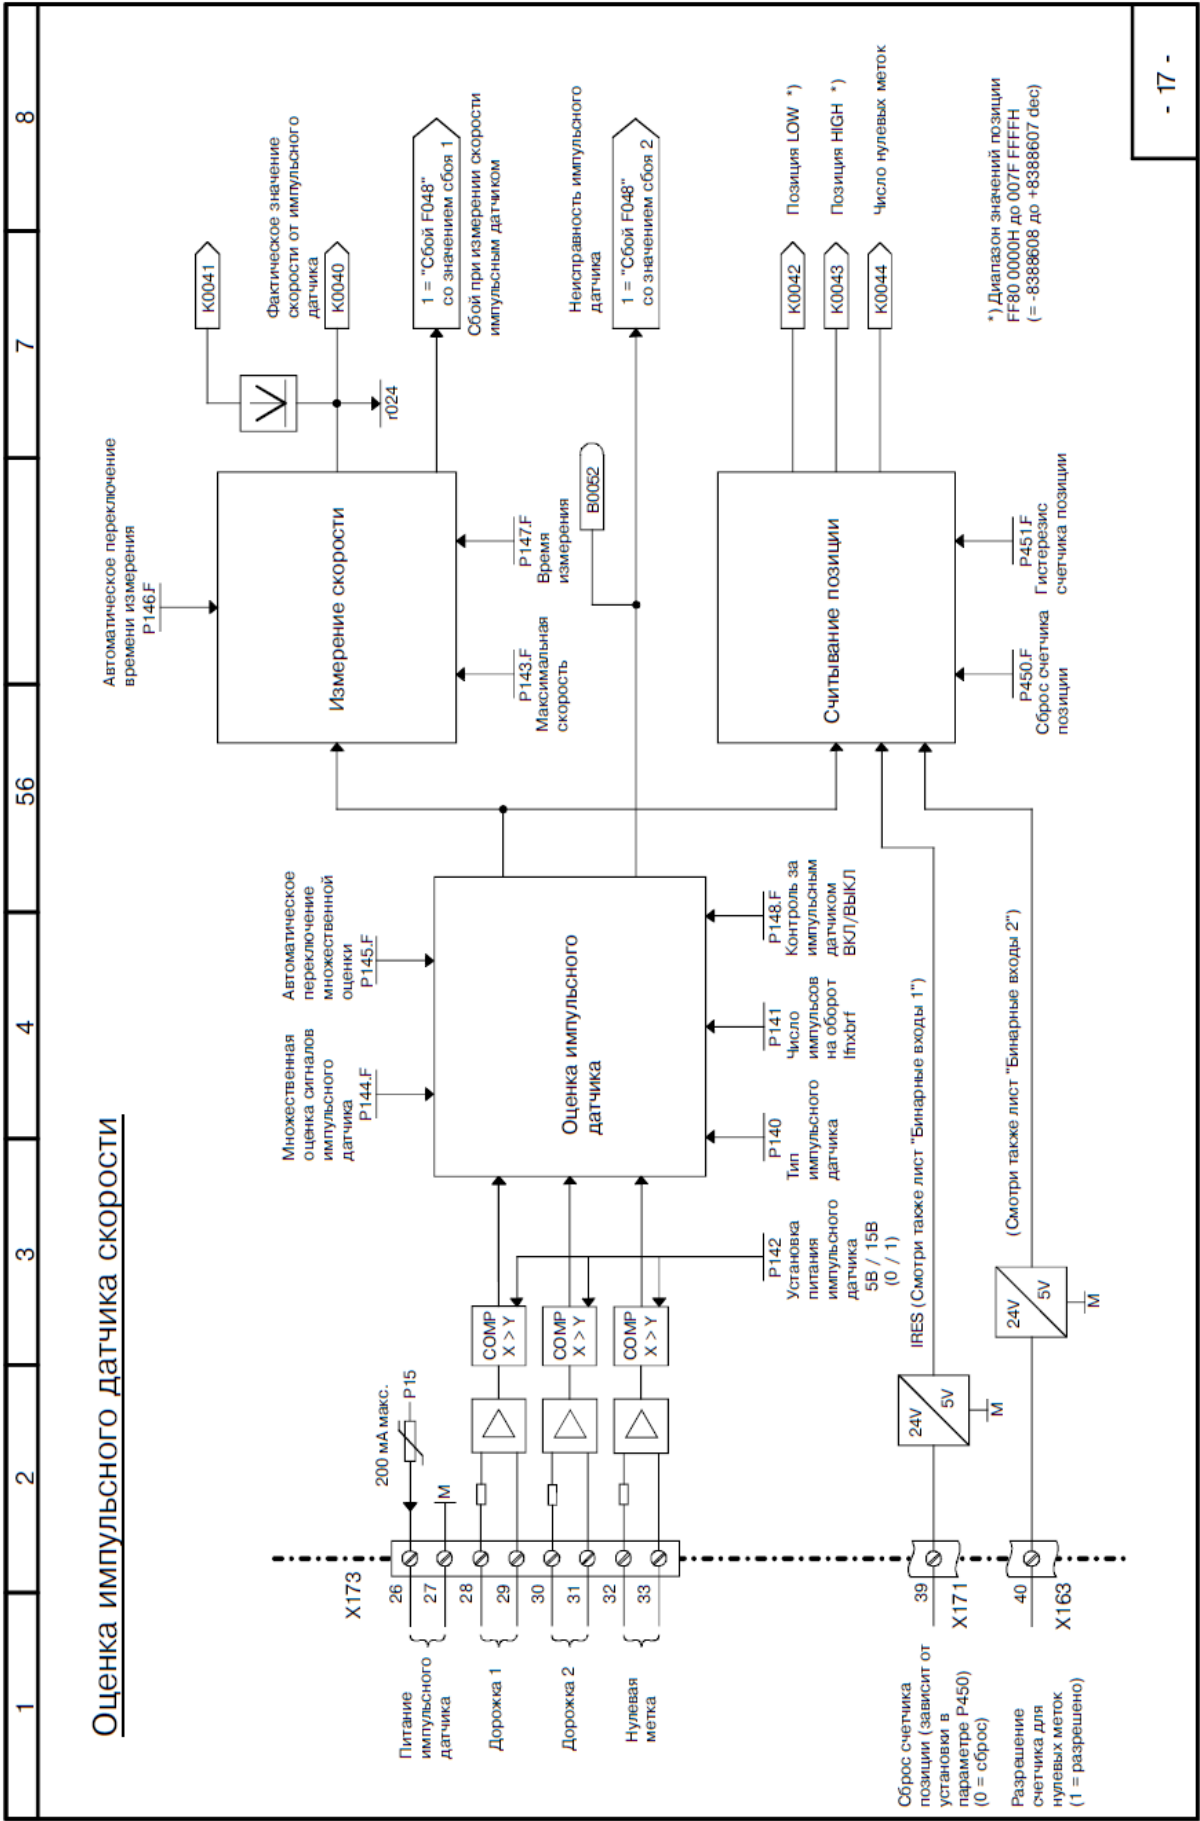 1
2
3
4
56
7
8
Оценка импульсного датчика скорости
Автоматическое переключение
времени измерения
P146.F
K0041
Фактическое значение
скорости от импульсного
датчика
K0040
r024
Измерение скорости
1 = "Сбой F048"
со значением сбоя 1
Сбой при измерении скорости
импульсным датчиком
P143.F
Максимальная
скорость
P147.F
Время
измерения
Множественная
оценка сигналов
импульсного
датчика
P144.F
Автоматическое
переключение
множественной
оценки
P145.F
B0052
Неисправность импульсного
датчика
1 = "Сбой F048"
со значением сбоя 2
X173
200 мА макс.
P15
M
26
27
28
29
30
31
32
33
Питание
импульсного
датчика
Дорожка 1
Дорожка 2
Нулевая
метка
COMP
X > Y
COMP
X > Y
COMP
X > Y
Оценка импульсного
датчика
P142
Установка
питания
импульсного
датчика
5В / 15В
(0 / 1)
P140
Тип
импульсного
датчика
P141
Число
импульсов
на оборот
lfnxbrf
P148.F
Контроль за
импульсным
датчиком
ВКЛ/ВЫКЛ
Считывание позиции
K0042
Позиция LOW *)
K0043
Позиция HIGH *)
K0044
Число нулевых меток
P450.F
Сброс счетчика
позиции
P451.F
Гистерезис
счетчика позиции
*) Диапазон значений позиции
FF80 0000H до 007F FFFFH
(= -8388608 до +8388607 dec)
Сброс счетчика
позиции (зависит от
установки в
параметре P450)
(0 = сброс)
39
X171
24V
5V
M
IRES (Смотри также лист "Бинарные входы 1")
Разрешение
счетчика для
нулевых меток
(1 = разрешено)
40
X163
24V
5V
M
(Смотри также лист "Бинарные входы 2")
- 17 -